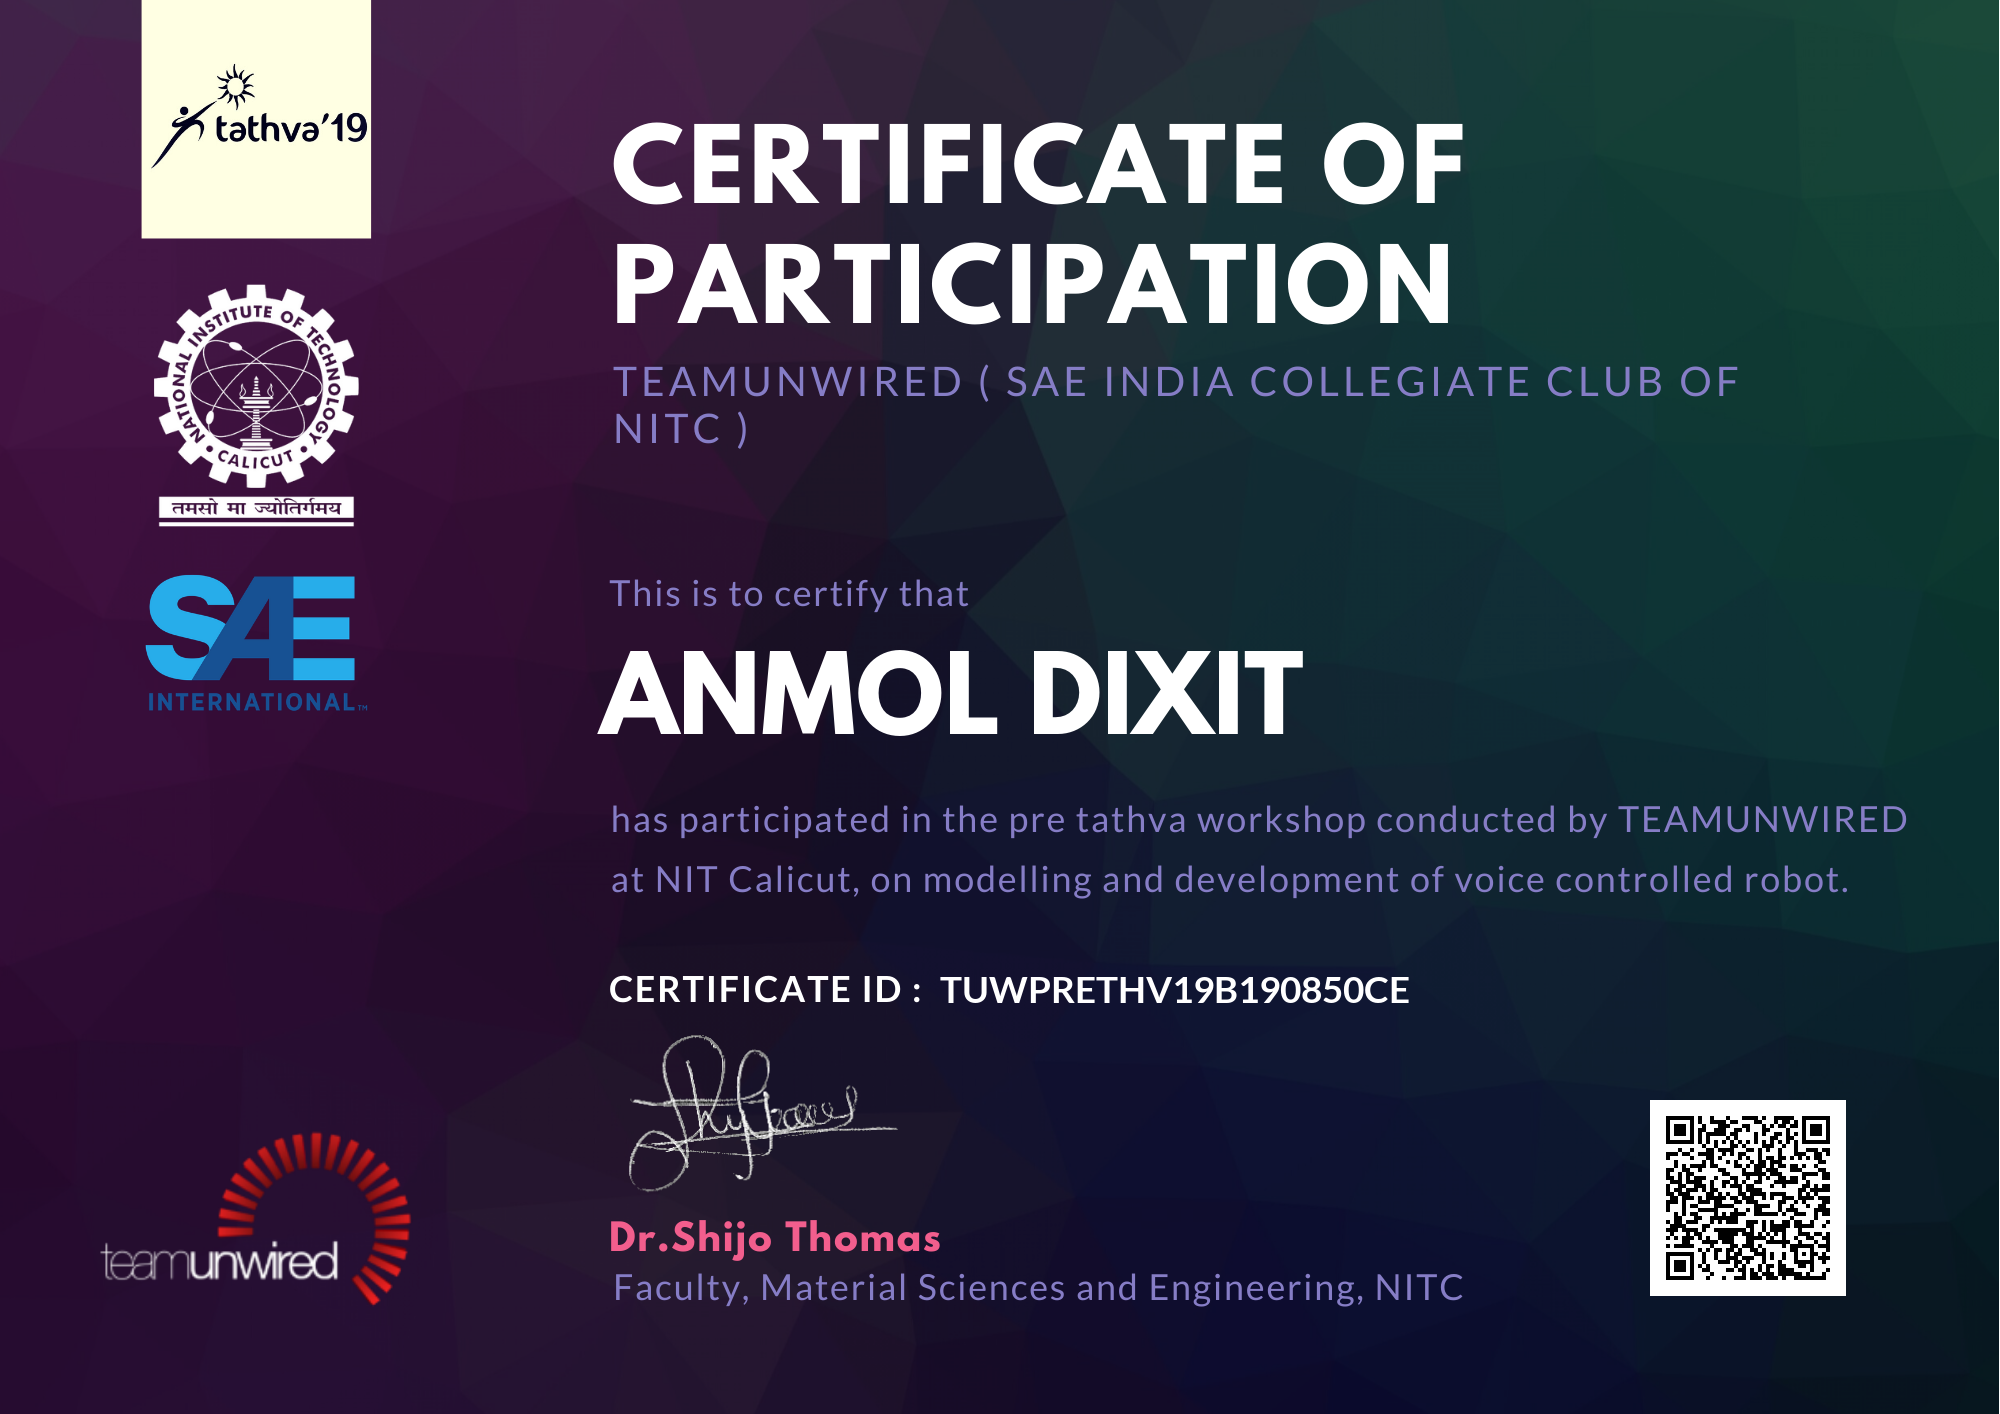 tathva'19
CERTIFICATE OF
PARTICIPATION
TEAMUNWIRED ( SAE INDIA COLLEGIATE CLUB OF
NITC )
NATIONAL INSTITUTE OF TECHNOLOGY
• CALICUT •
तमसो मा ज्योतिर्गमय
SAE
INTERNATIONAL™
This is to certify that
ANMOL DIXIT
has participated in the pre tathva workshop conducted by TEAMUNWIRED
at NIT Calicut, on modelling and development of voice controlled robot.
CERTIFICATE ID : TUWPRETHV19B190850CE
Dr.Shijo Thomas
Faculty, Material Sciences and Engineering, NITC
teamunwired